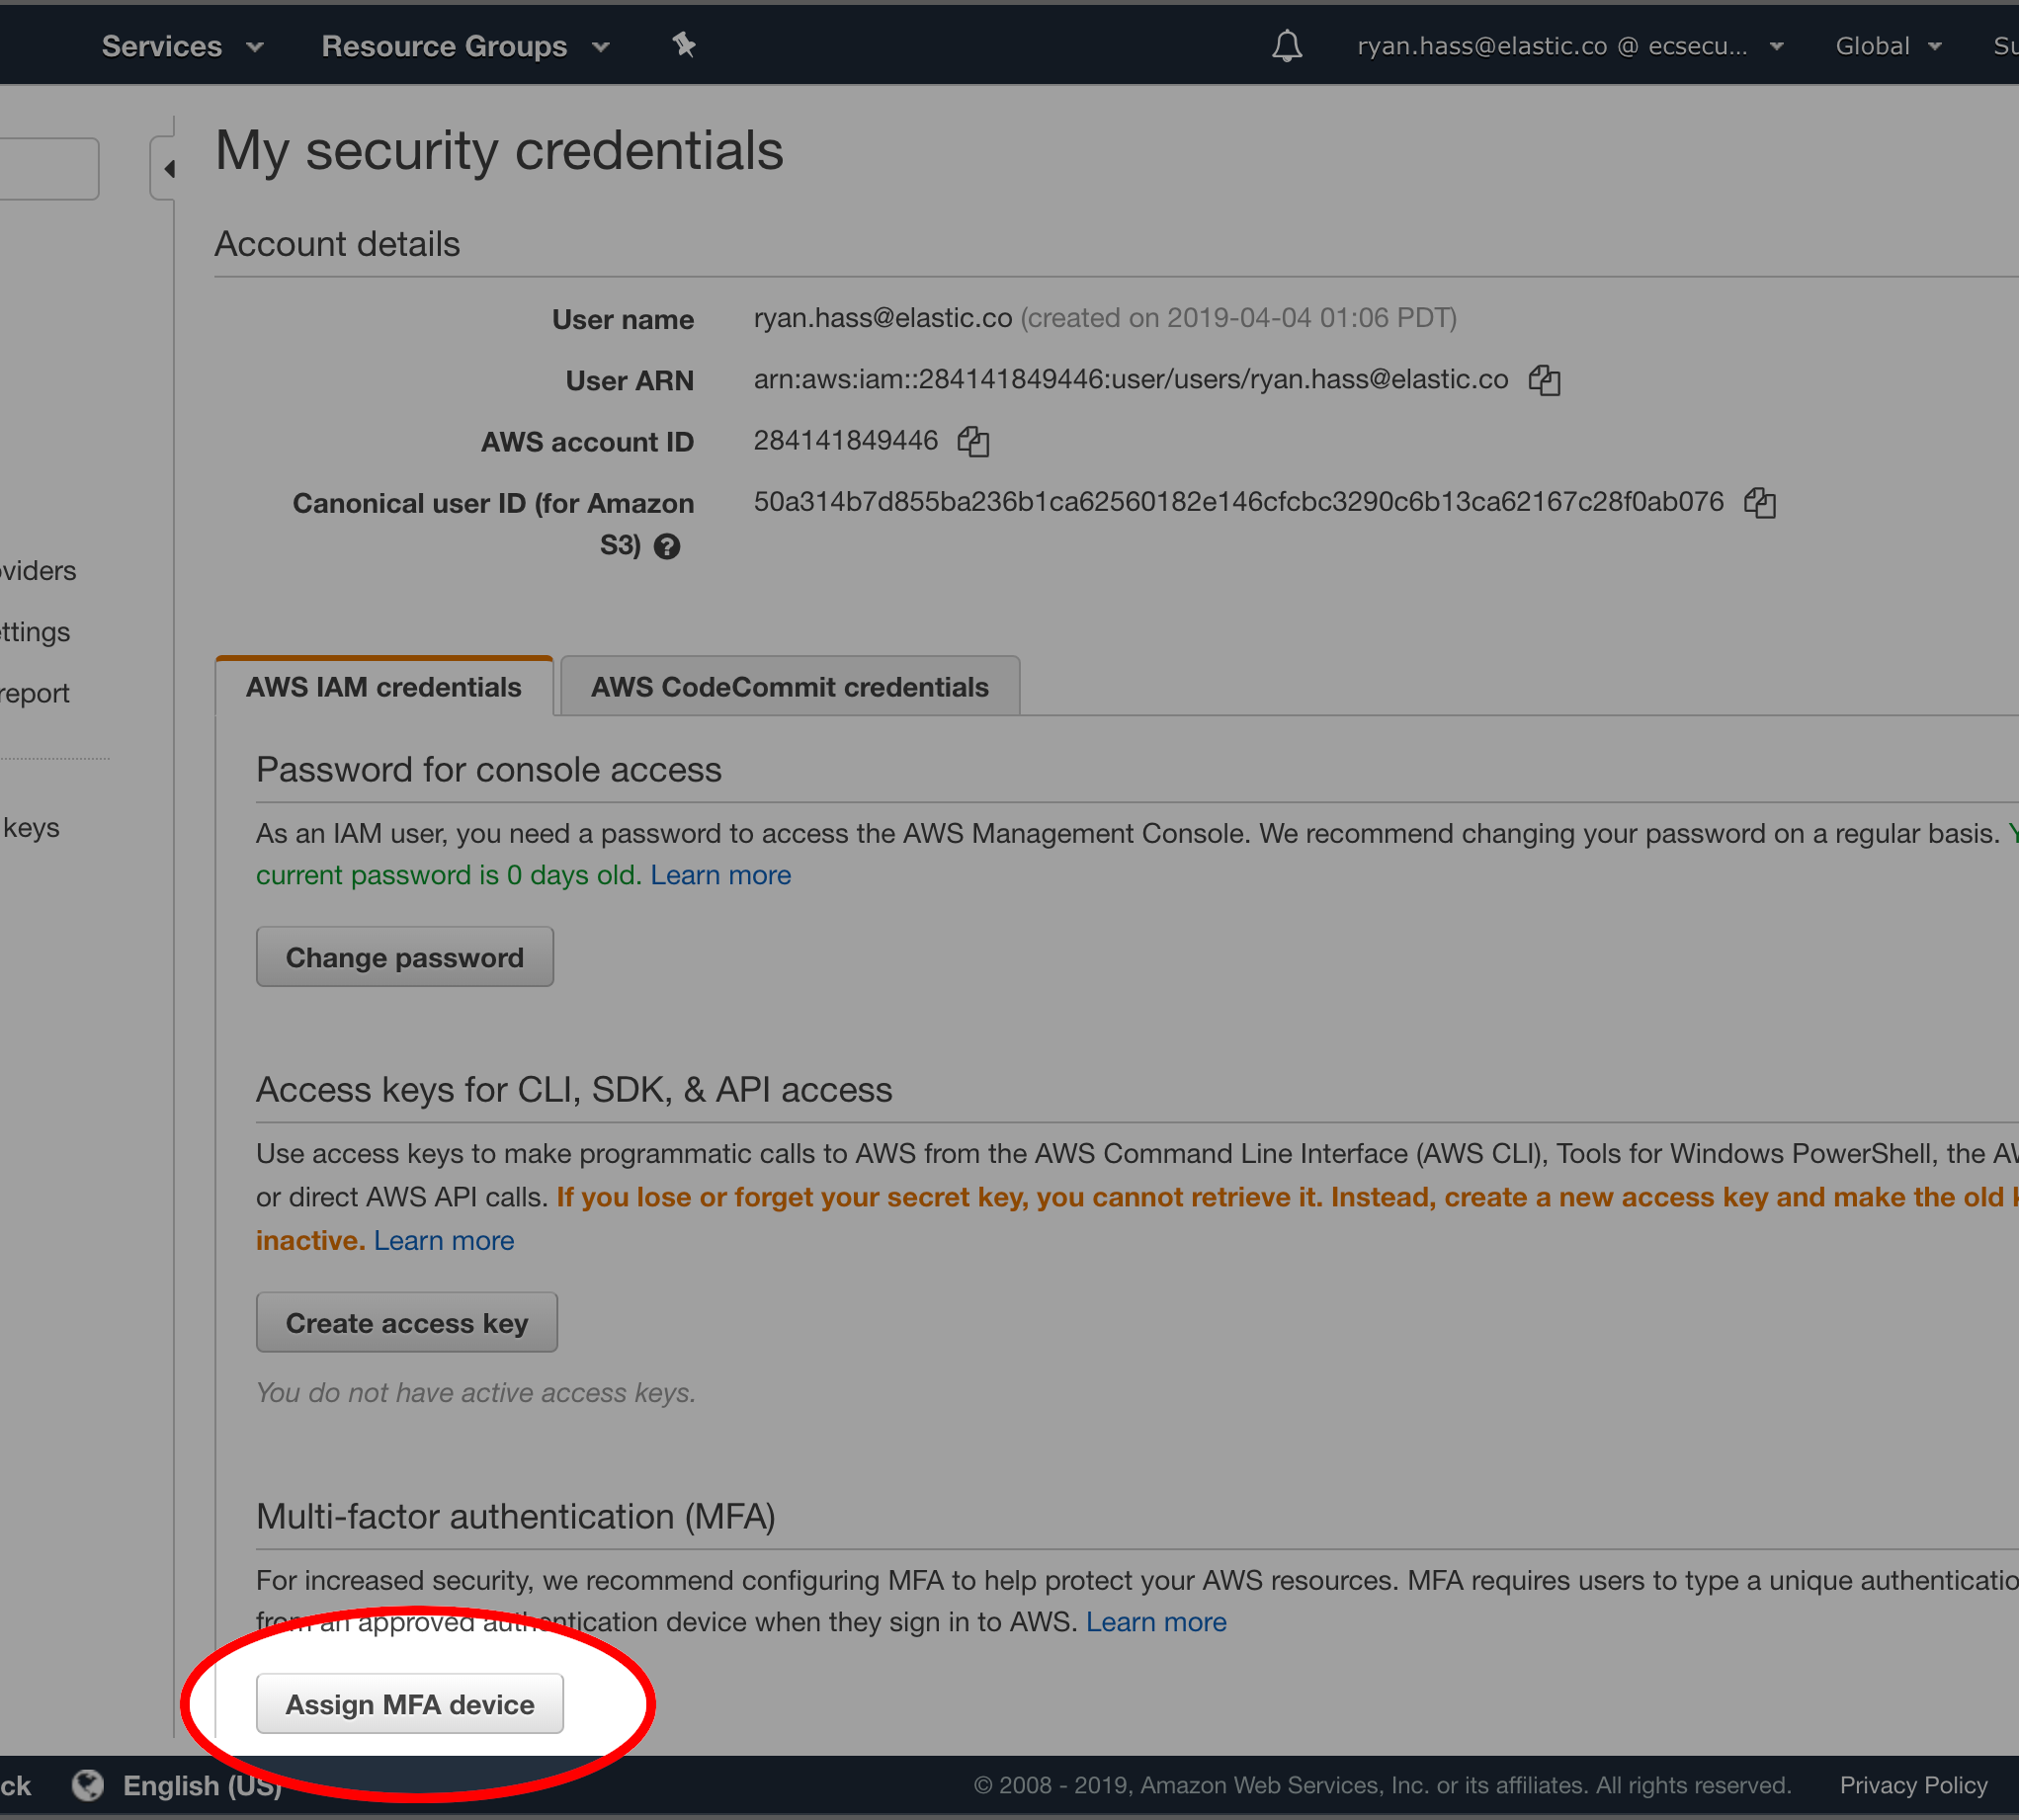 Services Resource Groups ryan.hass@elastic.co @ ecsecu... Global Su
My security credentials
Account details
User name ryan.hass@elastic.co (created on 2019-04-04 01:06 PDT)
User ARN arn:aws:iam::284141849446:user/users/ryan.hass@elastic.co
AWS account ID 284141849446
Canonical user ID (for Amazon 50a314b7d855ba236b1ca62560182e146cfcbc3290c6b13ca62167c28f0ab076
S3) ?
viders
ttings
report
keys
AWS IAM credentials AWS CodeCommit credentials
Password for console access
As an IAM user, you need a password to access the AWS Management Console. We recommend changing your password on a regular basis. Y
current password is 0 days old. Learn more
Change password
Access keys for CLI, SDK, & API access
Use access keys to make programmatic calls to AWS from the AWS Command Line Interface (AWS CLI), Tools for Windows PowerShell, the AW
or direct AWS API calls. If you lose or forget your secret key, you cannot retrieve it. Instead, create a new access key and make the old k
inactive. Learn more
Create access key
You do not have active access keys.
Multi-factor authentication (MFA)
For increased security, we recommend configuring MFA to help protect your AWS resources. MFA requires users to type a unique authenticatio
from an approved authentication device when they sign in to AWS. Learn more
Assign MFA device
ck English (US) © 2008 - 2019, Amazon Web Services, Inc. or its affiliates. All rights reserved. Privacy Policy